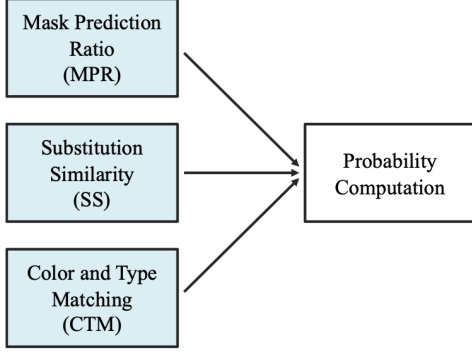 Mask Prediction
Ratio
(MPR)
Substitution
Similarity
(SS)
Color and Type
Matching
(CTM)
Probability
Computation